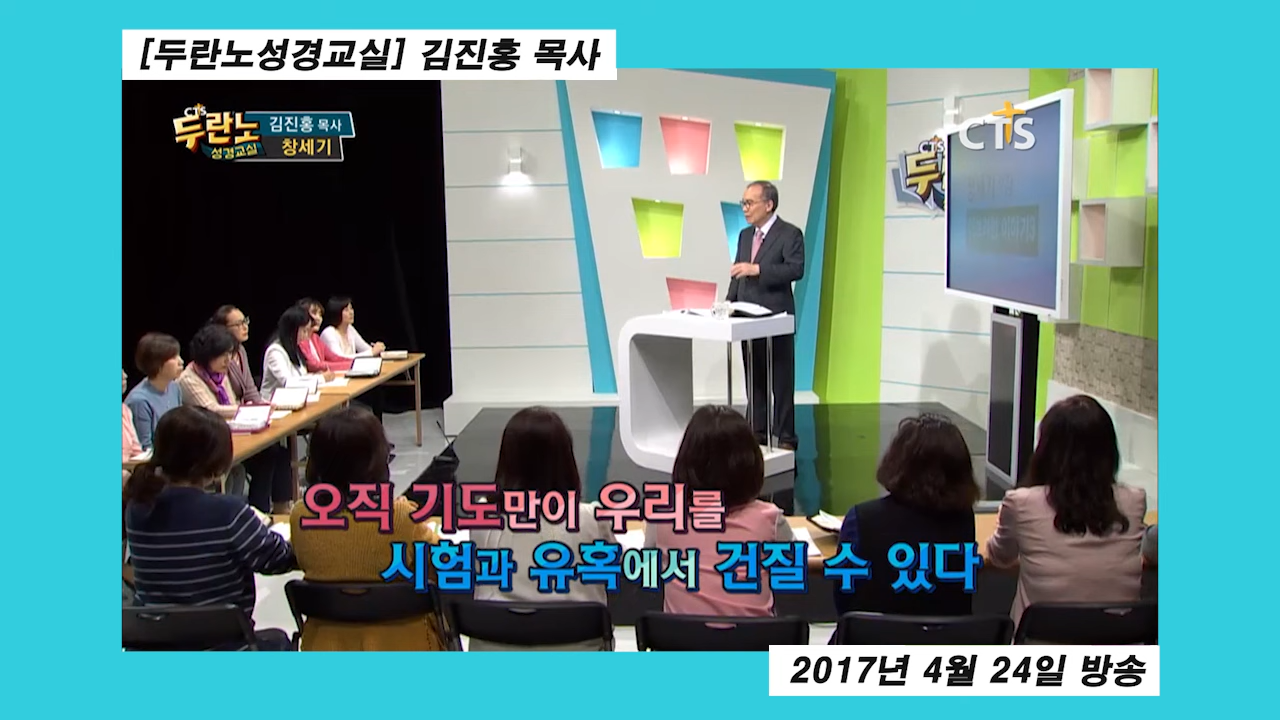 [두란노성경교실] 김진홍 목사
CTS
두란노
성경교실
김진홍 목사
창세기
CTS
CTS
오직 기도만이 우리를
시험과 유혹에서 건질 수 있다
2017년 4월 24일 방송